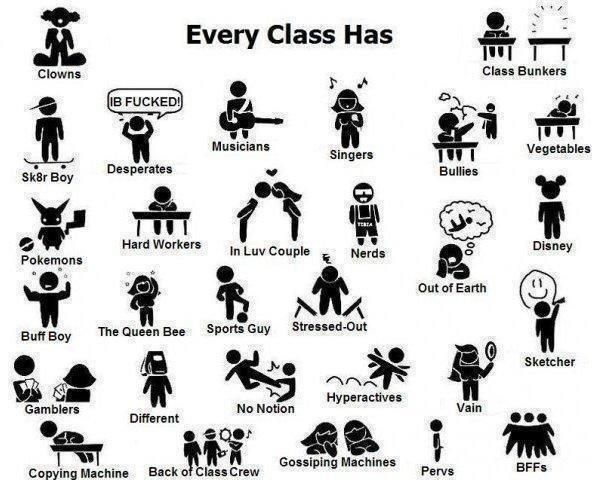 Every Class Has
Clowns
Class Bunkers
IB FUCKED!
Sk8r Boy
Desperates
Musicians
Singers
Bullies
Vegetables
Pokemons
Hard Workers
In Luv Couple
TIBIA
Nerds
Out of Earth
Disney
Buff Boy
The Queen Bee
Sports Guy
Stressed-Out
Sketcher
Gamblers
Different
No Notion
Hyperactives
Vain
Copying Machine
Back of Class Crew
Gossiping Machines
Pervs
BFFs